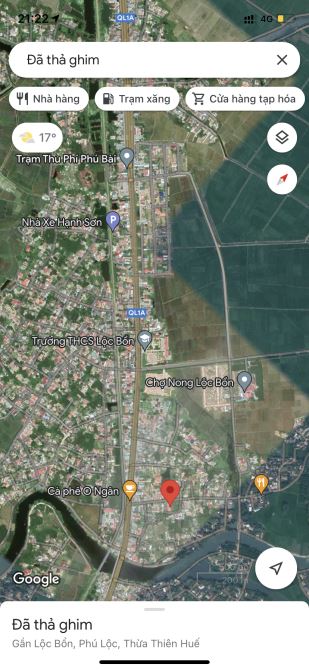 21:22
4G
QL1A
Đã thả ghim
Nhà hàng
Trạm xăng
Cửa hàng tạp hóa
17°
Trạm Thu Phí Phú Bài
Nhà Xe Hạnh Sơn
P
QL1A
Trường THCS Lộc Bổn
Chợ Nong Lộc Bổn
Cà phê O Ngân
Google
Đã thả ghim
Gần Lộc Bổn, Phú Lộc, Thừa Thiên Huế